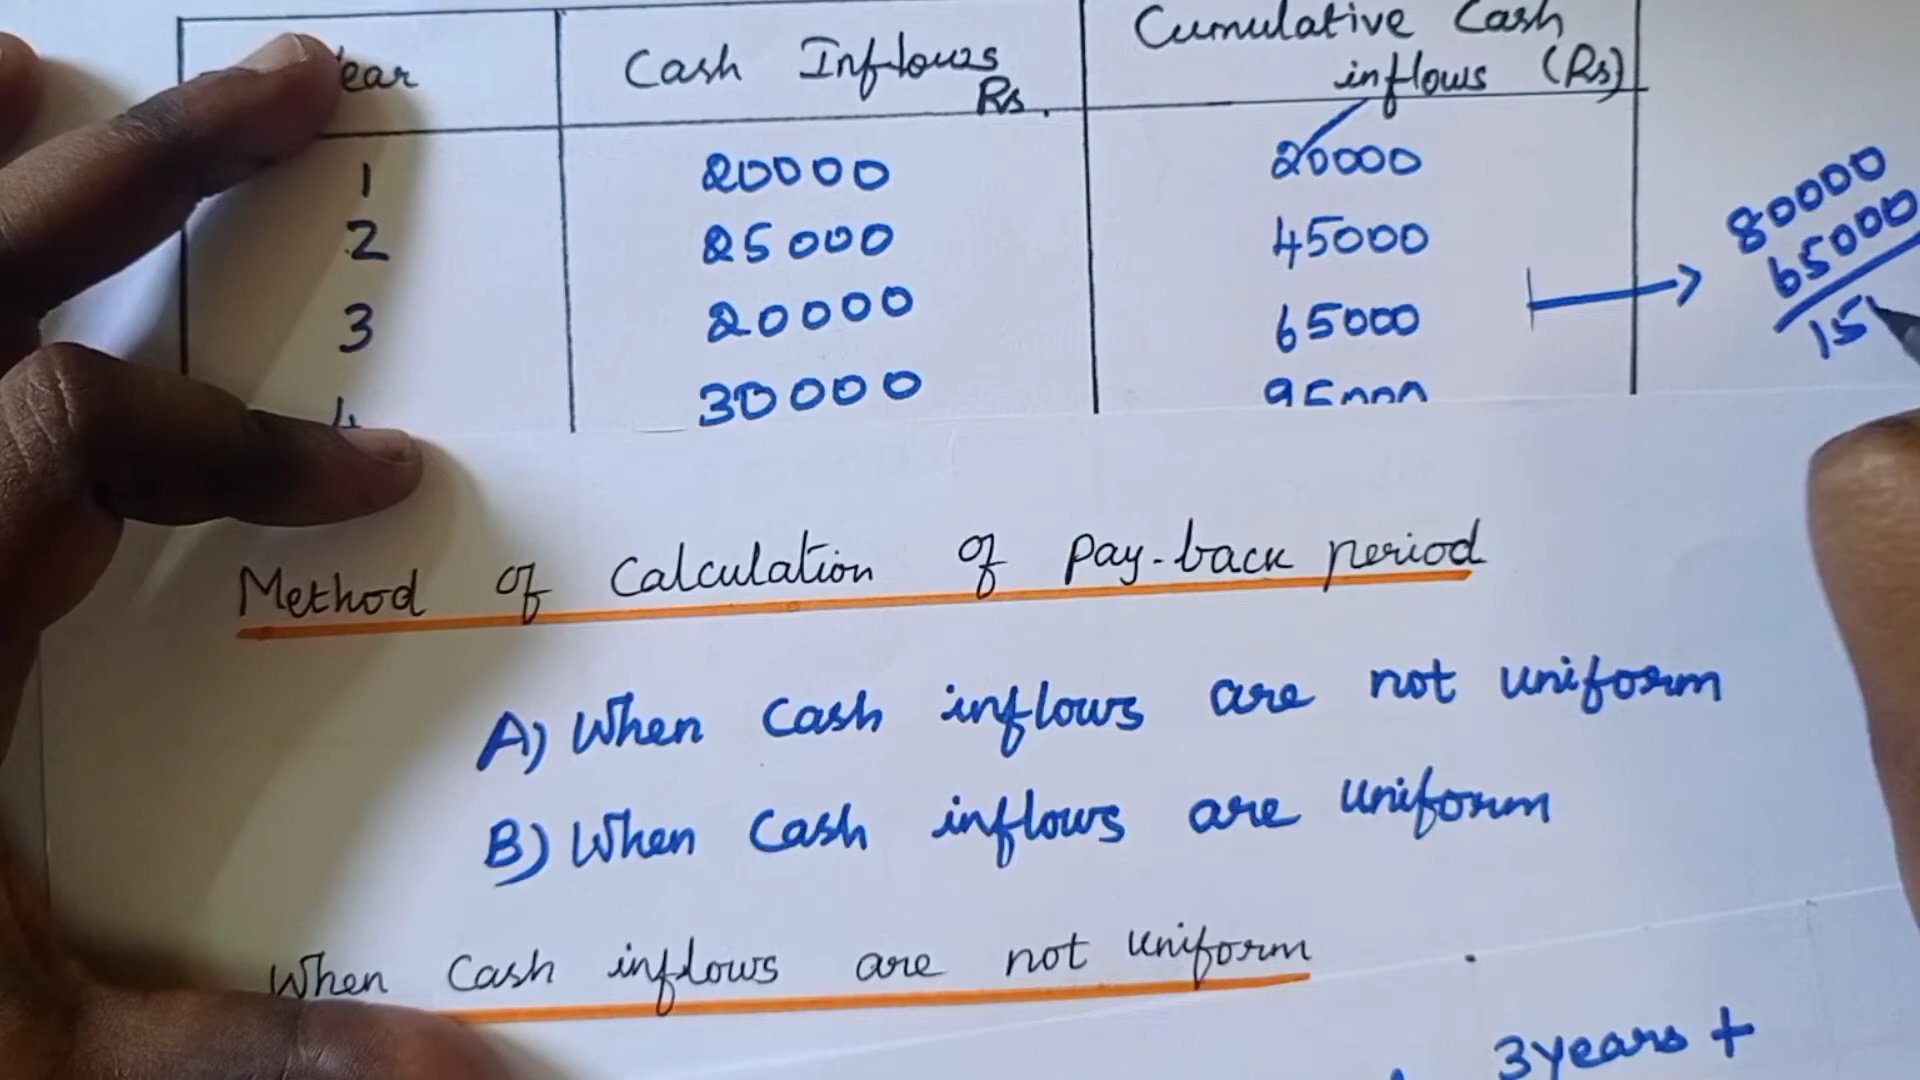 ear Cash Inflows Rs. Cumulative Cash inflows (Rs)
1 20000 20000
2 25000 45000
3 20000 65000
30000
80000
65000
15
Method of Calculation of Pay-back period
A) When Cash inflows are not uniform
B) When Cash inflows are uniform
When Cash inflows are not uniform
3years +